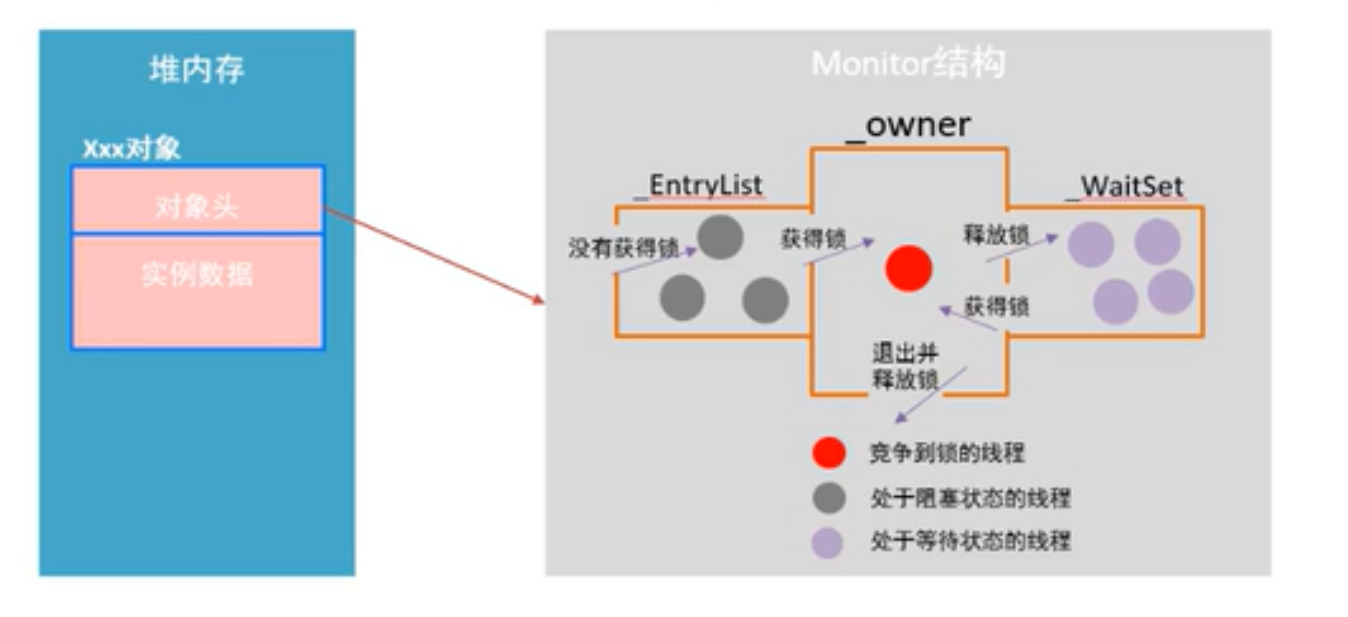 堆内存
Xxx对象
对象头
实例数据
Monitor结构
_owner
_EntryList
_WaitSet
没有获得锁
获得锁
释放锁
获得锁
退出并
释放锁
竞争到锁的线程
处于阻塞状态的线程
处于等待状态的线程